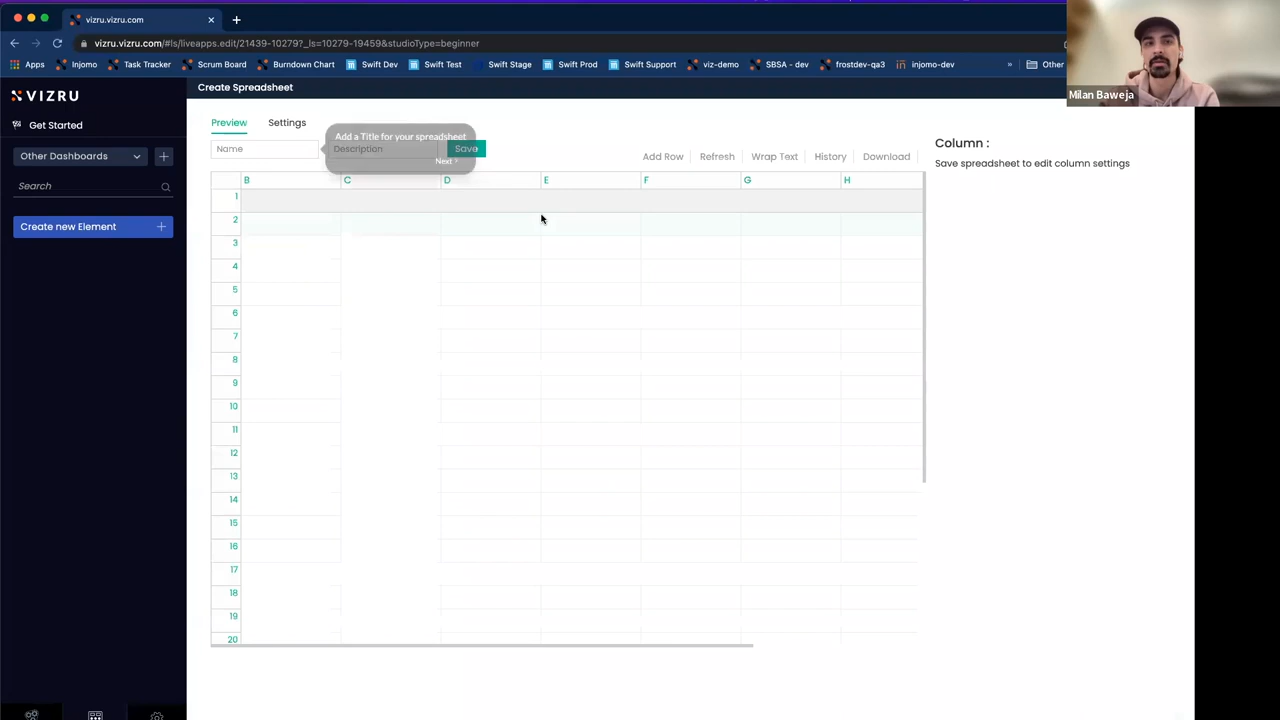 vizru.vizru.com
vizru.vizru.com/#ls/liveapps.edit/21439-10279?_ls=10279-19459&studioType=beginner
Apps Injomo Task Tracker Scrum Board Burndown Chart Swift Dev Swift Test Swift Stage Swift Prod Swift Support viz-demo SBSA - dev frostdev-qa3 injomo-dev » Other
Milan Baweja
VIZRU
Create Spreadsheet
Get Started
Preview Settings
Add a Title for your spreadsheet
Name Description Save
Next >
Column :
Other Dashboards
Add Row Refresh Wrap Text History Download
Save spreadsheet to edit column settings
Search
B C D E F G H
Create new Element
1
2
3
4
5
6
7
8
9
10
11
12
13
14
15
16
17
18
19
20